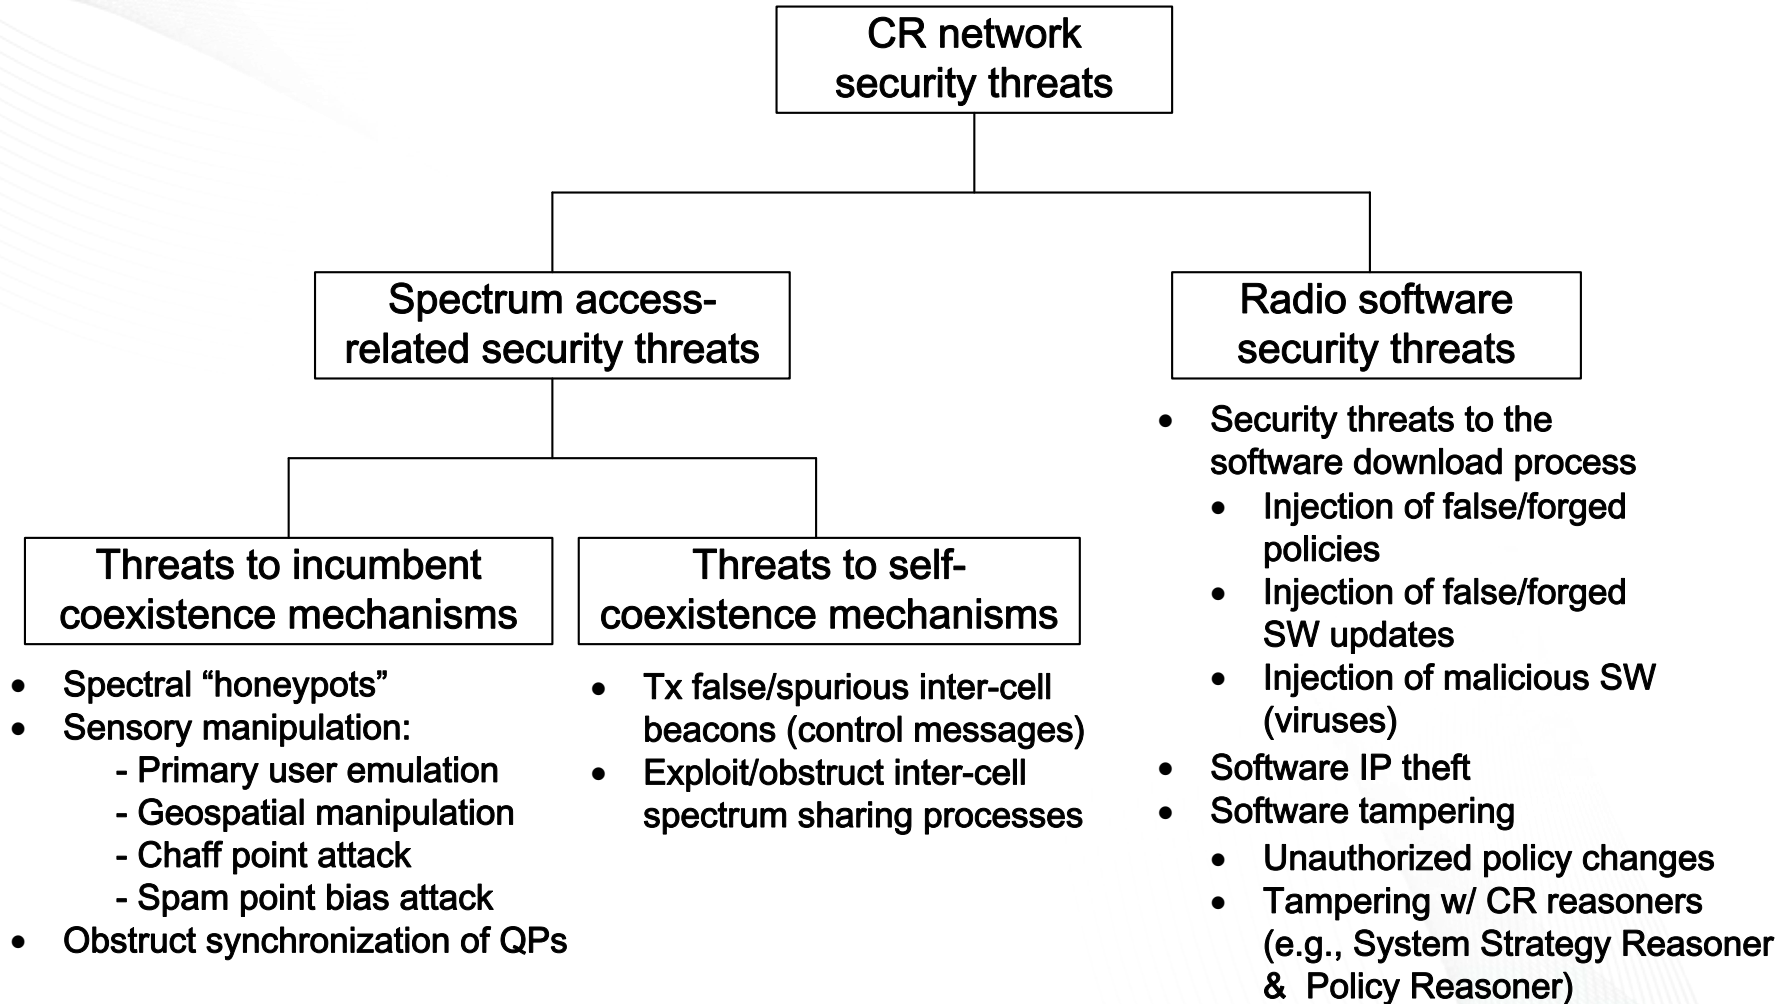 CR network
security threats
Spectrum access-
related security threats
Radio software
security threats
Threats to incumbent
coexistence mechanisms
• Spectral “honeypots”
• Sensory manipulation:
- Primary user emulation
- Geospatial manipulation
- Chaff point attack
- Spam point bias attack
• Obstruct synchronization of QPs
Threats to self-
coexistence mechanisms
• Tx false/spurious inter-cell
beacons (control messages)
• Exploit/obstruct inter-cell
spectrum sharing processes
• Security threats to the
software download process
• Injection of false/forged
policies
• Injection of false/forged
SW updates
• Injection of malicious SW
(viruses)
• Software IP theft
• Software tampering
• Unauthorized policy changes
• Tampering w/ CR reasoners
(e.g., System Strategy Reasoner
& Policy Reasoner)